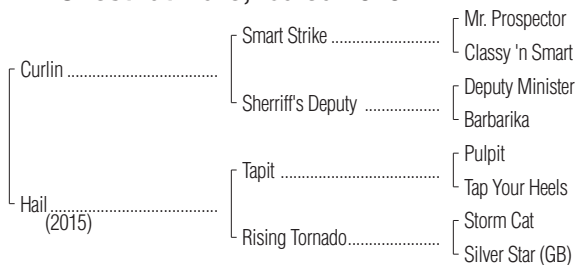 Mr. Prospector
Smart Strike ........................
Classy 'n Smart
Curlin ..................................
Deputy Minister
Sherriff's Deputy .................
Barbarika
Pulpit
Tapit ...................................
Tap Your Heels
Hail......................................
(2015)
Storm Cat
Rising Tornado.....................
Silver Star (GB)